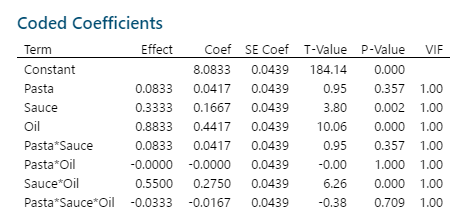 Coded Coefficients
Term Effect Coef SE Coef T-Value P-Value VIF
Constant 8.0833 0.0439 184.14 0.000
Pasta 0.0833 0.0417 0.0439 0.95 0.357 1.00
Sauce 0.3333 0.1667 0.0439 3.80 0.002 1.00
Oil 0.8833 0.4417 0.0439 10.06 0.000 1.00
Pasta*Sauce 0.0833 0.0417 0.0439 0.95 0.357 1.00
Pasta*Oil -0.0000 -0.0000 0.0439 -0.00 1.000 1.00
Sauce*Oil 0.5500 0.2750 0.0439 6.26 0.000 1.00
Pasta*Sauce*Oil -0.0333 -0.0167 0.0439 -0.38 0.709 1.00